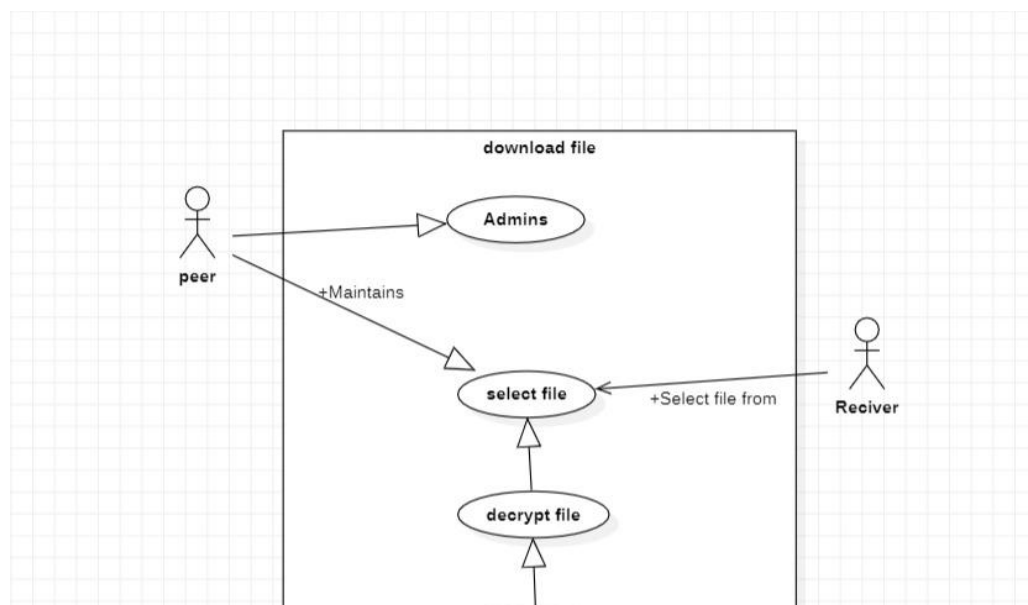 download file
Admins
peer
+Maintains
select file
+Select file from
Reciver
decrypt file